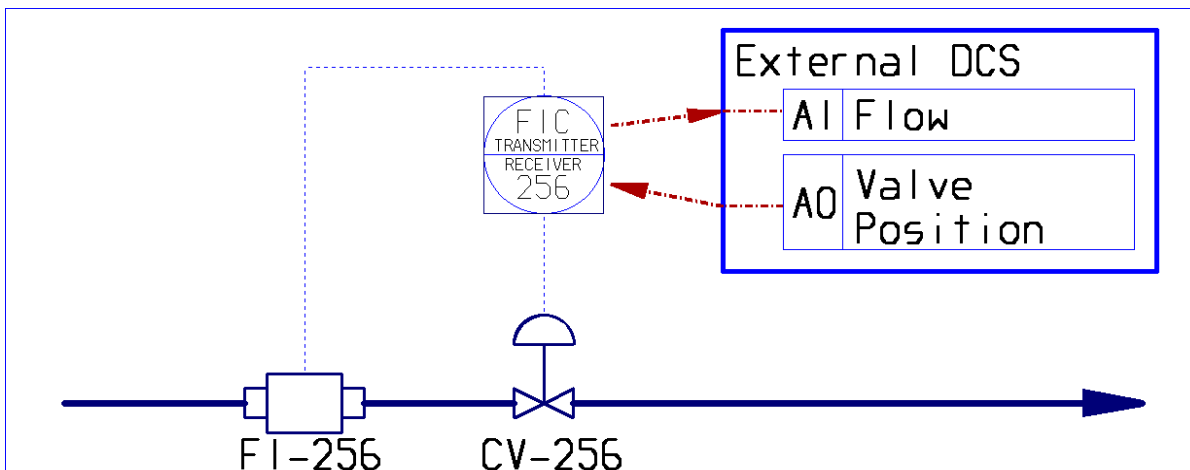 External DCS
AI Flow
AO Valve
Position
FIC
TRANSMITTER
RECEIVER
256
FI-256
CV-256